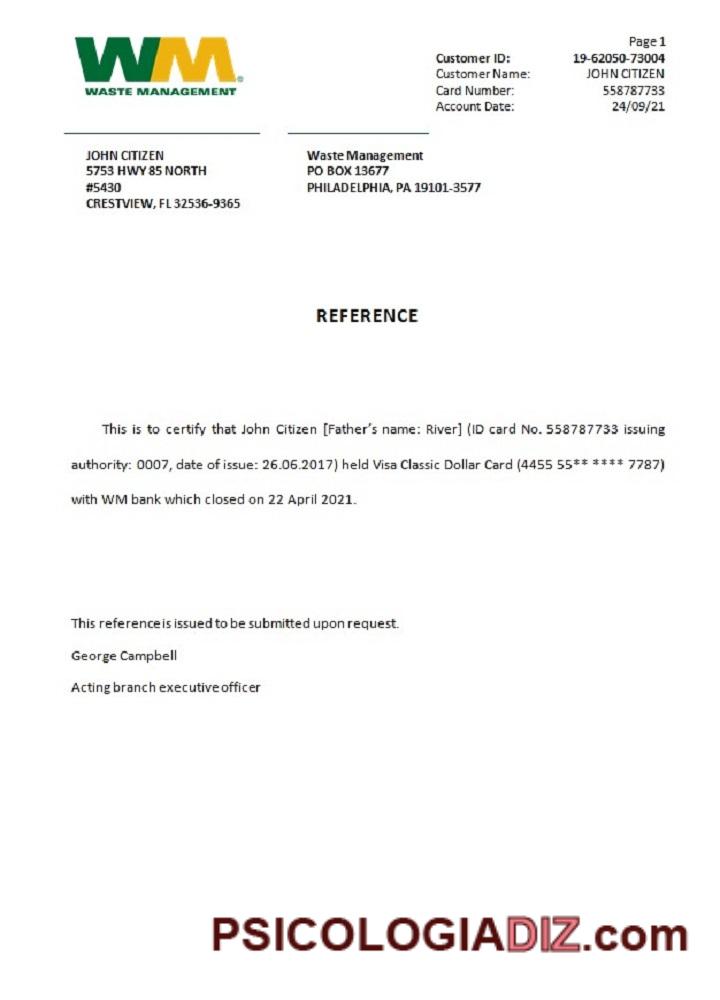 WM
WASTE MANAGEMENT
Page 1
Customer ID: 19-62050-73004
Customer Name: JOHN CITIZEN
Card Number: 558787733
Account Date: 24/09/21
JOHN CITIZEN
5753 HWY 85 NORTH
#5430
CRESTVIEW, FL 32536-9365
Waste Management
PO BOX 13677
PHILADELPHIA, PA 19101-3577
REFERENCE
This is to certify that John Citizen [Father’s name: River] (ID card No. 558787733 issuing
authority: 0007, date of issue: 26.06.2017) held Visa Classic Dollar Card (4455 55** **** 7787)
with WM bank which closed on 22 April 2021.
This reference is issued to be submitted upon request.
George Campbell
Acting branch executive officer
PSICOLOGIADIZ.com